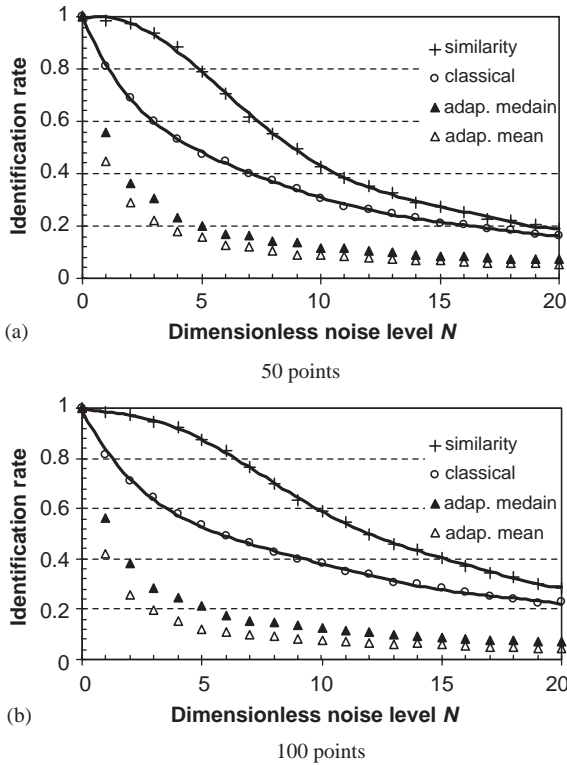 1
0.8
0.6
0.4
0.2
0
Identification rate
+ similarity
○ classical
▲ adap. medain
△ adap. mean
0 5 10 15 20
(a)
Dimensionless noise level N
50 points
1
0.8
0.6
0.4
0.2
0
Identification rate
+ similarity
○ classical
▲ adap. medain
△ adap. mean
0 5 10 15 20
(b)
Dimensionless noise level N
100 points